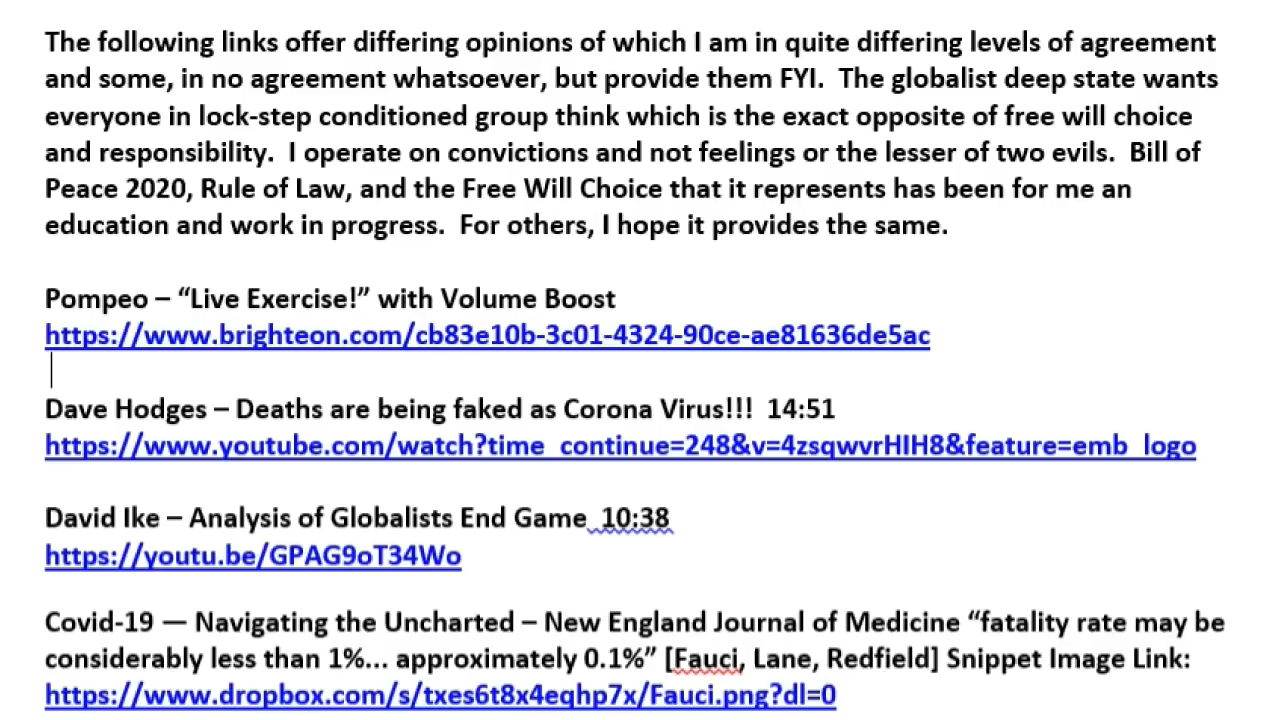 The following links offer differing opinions of which I am in quite differing levels of agreement
and some, in no agreement whatsoever, but provide them FYI.  The globalist deep state wants
everyone in lock-step conditioned group think which is the exact opposite of free will choice
and responsibility.  I operate on convictions and not feelings or the lesser of two evils.  Bill of
Peace 2020, Rule of Law, and the Free Will Choice that it represents has been for me an
education and work in progress.  For others, I hope it provides the same.
Pompeo – “Live Exercise!” with Volume Boost
https://www.brighteon.com/cb83e10b-3c01-4324-90ce-ae81636de5ac
Dave Hodges – Deaths are being faked as Corona Virus!!!  14:51
https://www.youtube.com/watch?time_continue=248&v=4zsqwvrHIH8&feature=emb_logo
David Ike – Analysis of Globalists End Game  10:38
https://youtu.be/GPAG9oT34Wo
Covid-19 — Navigating the Uncharted – New England Journal of Medicine “fatality rate may be
considerably less than 1%... approximately 0.1%” [Fauci, Lane, Redfield] Snippet Image Link:
https://www.dropbox.com/s/txes6t8x4eqhp7x/Fauci.png?dl=0